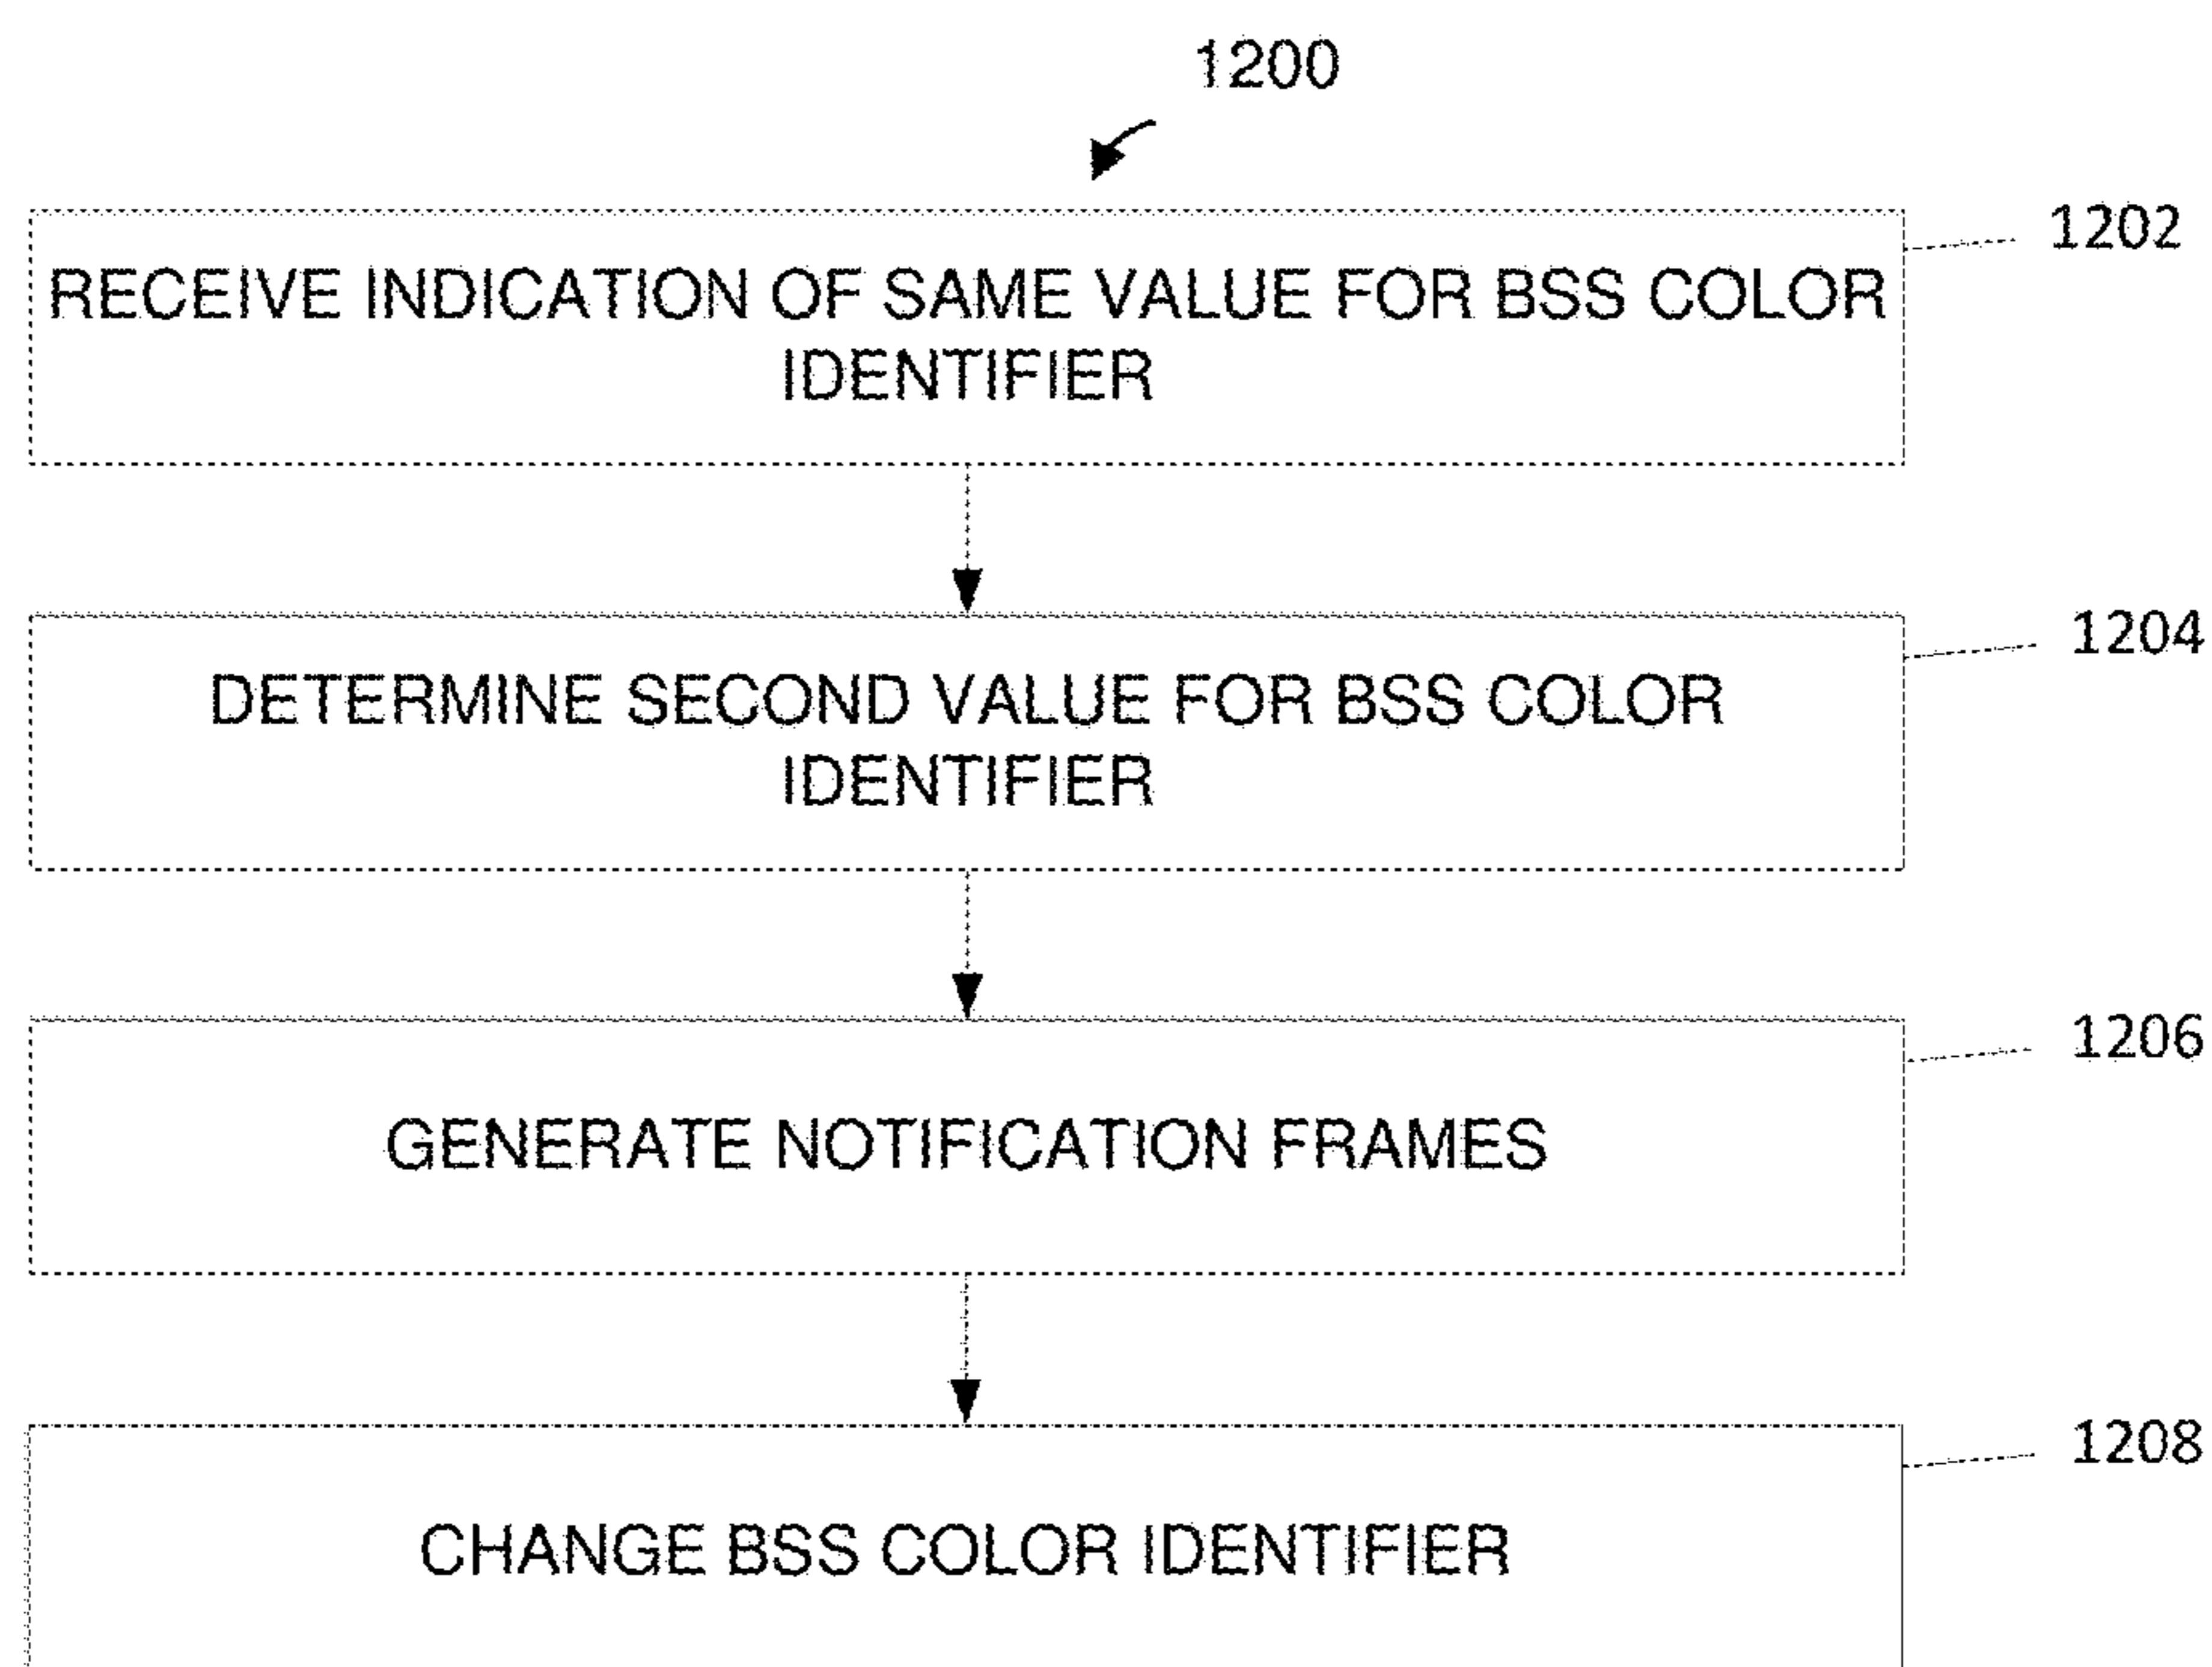 1200
1202
RECEIVE INDICATION OF SAME VALUE FOR BSS COLOR
IDENTIFIER
1204
DETERMINE SECOND VALUE FOR BSS COLOR
IDENTIFIER
1206
GENERATE NOTIFICATION FRAMES
1208
CHANGE BSS COLOR IDENTIFIER